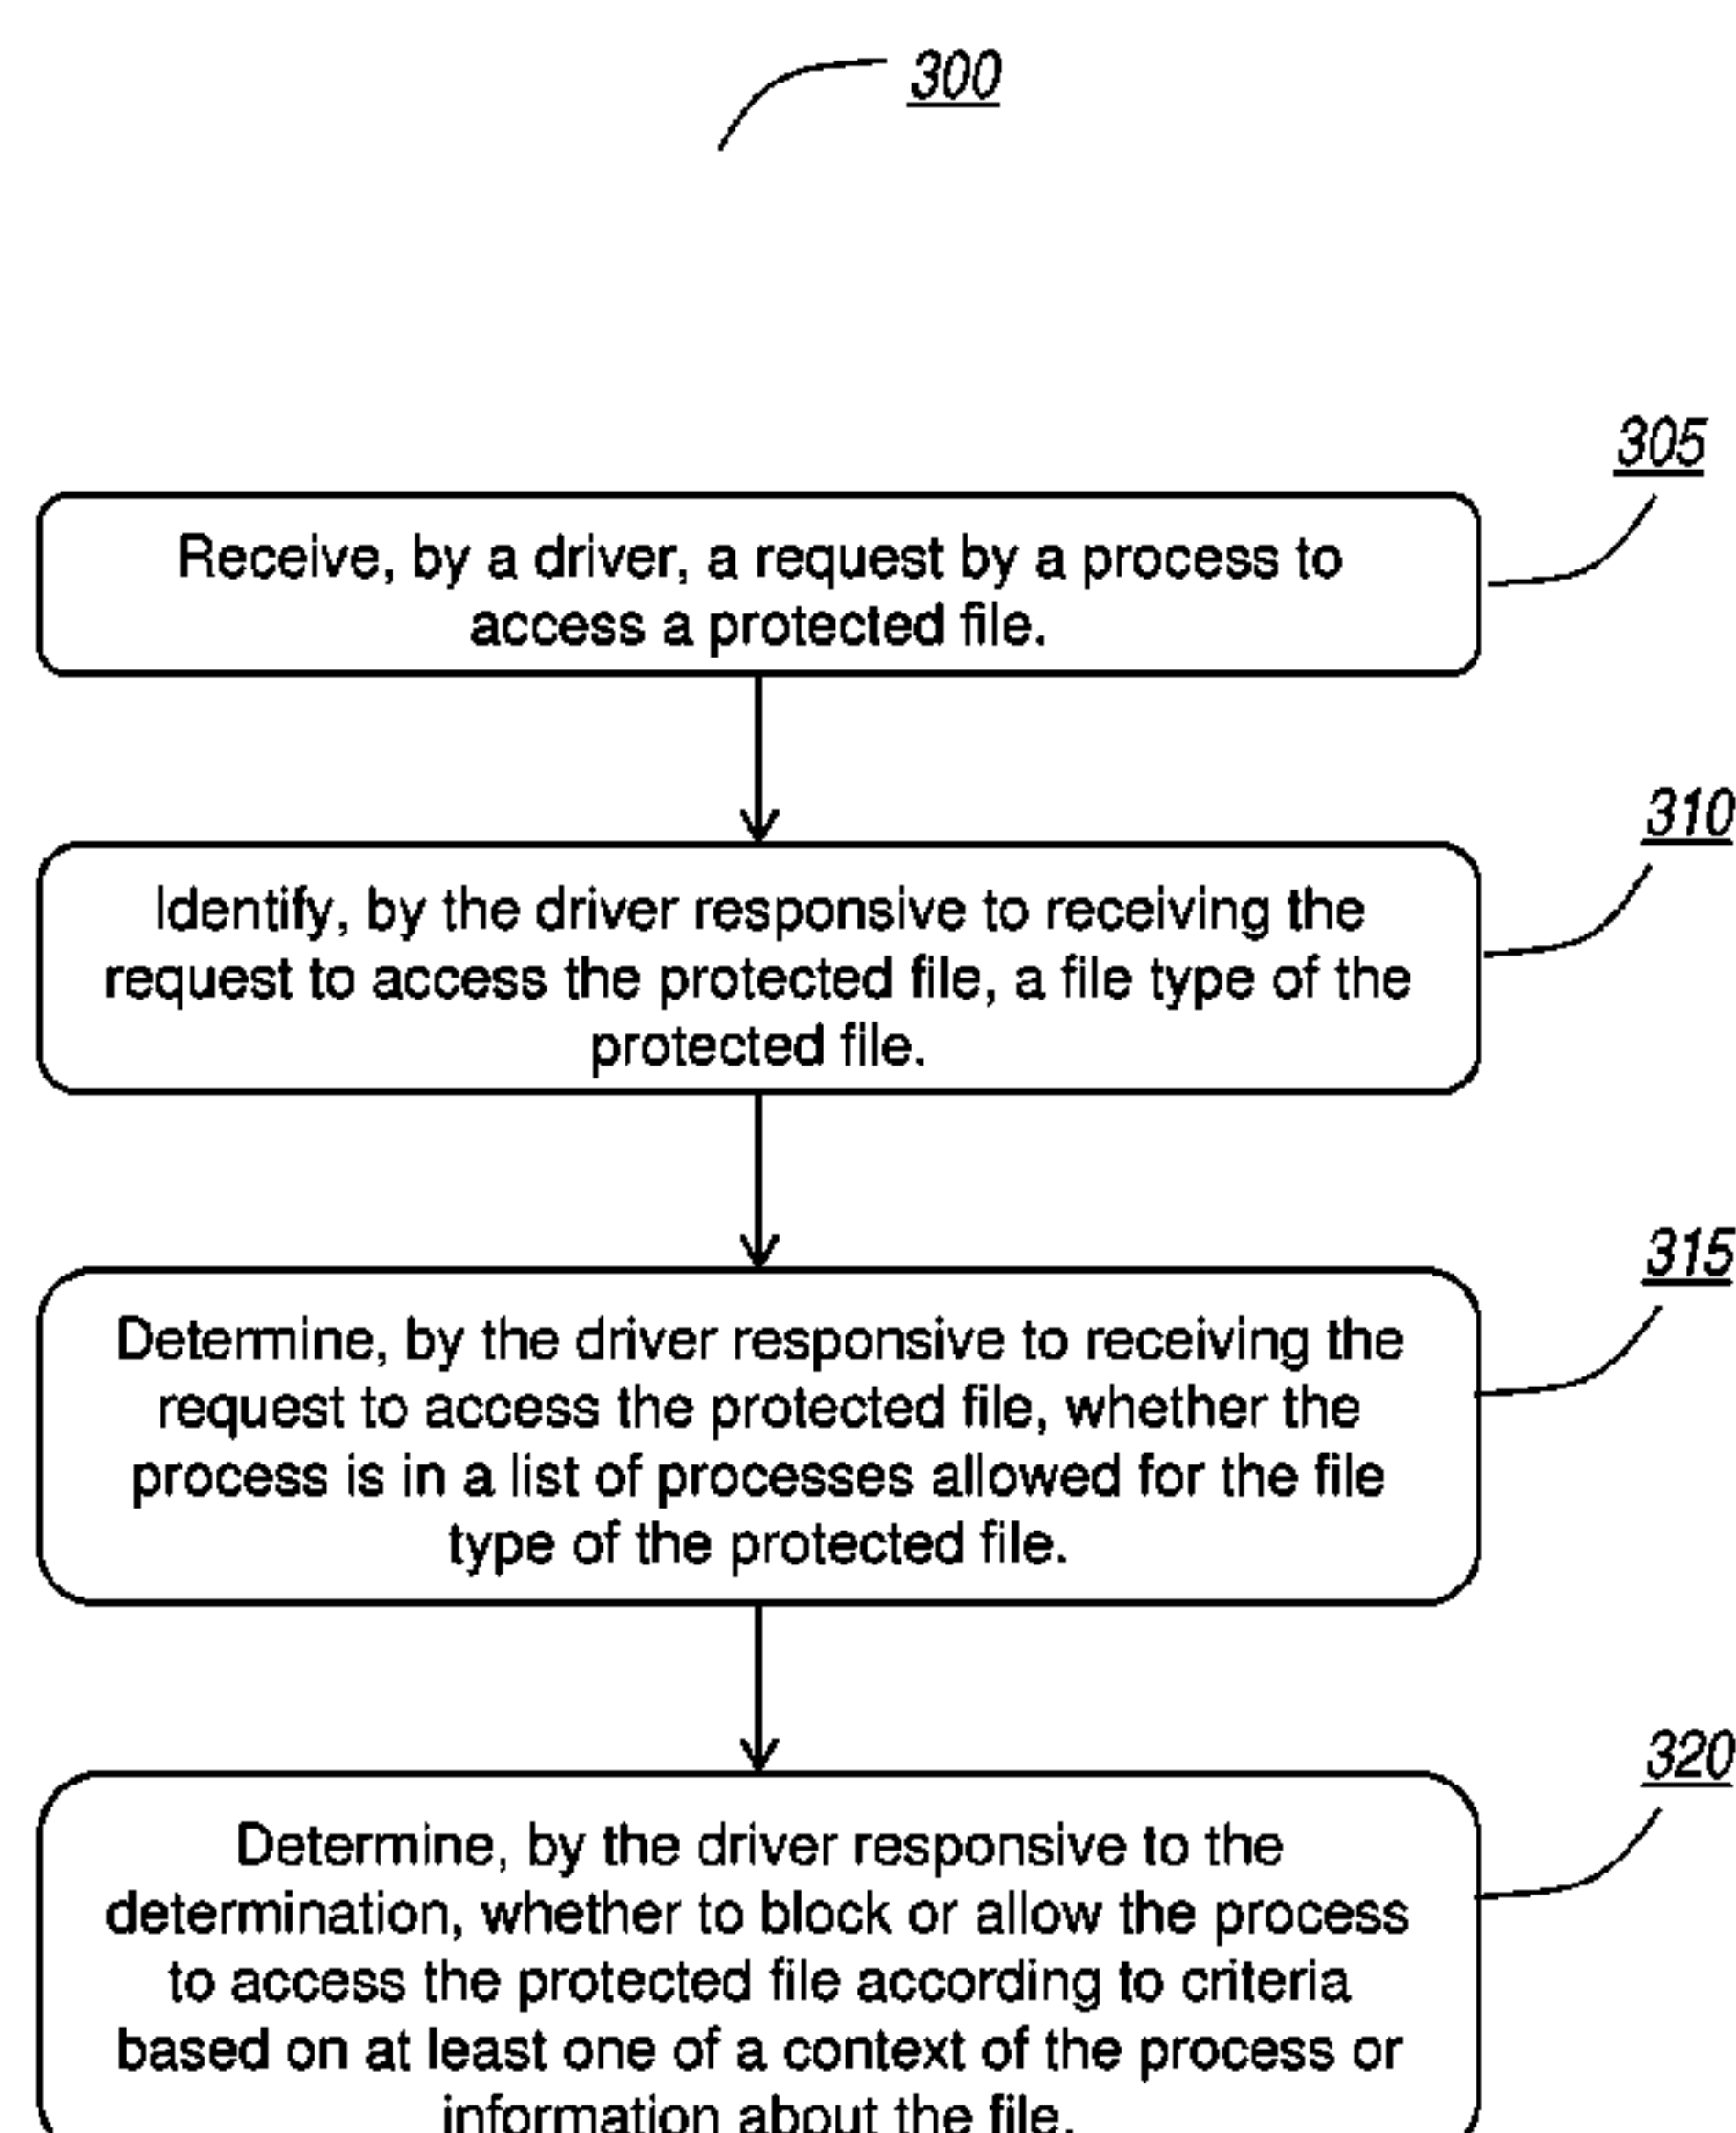 300
305
Receive, by a driver, a request by a process to
access a protected file.
310
Identify, by the driver responsive to receiving the
request to access the protected file, a file type of the
protected file.
315
Determine, by the driver responsive to receiving the
request to access the protected file, whether the
process is in a list of processes allowed for the file
type of the protected file.
320
Determine, by the driver responsive to the
determination, whether to block or allow the process
to access the protected file according to criteria
based on at least one of a context of the process or
information about the file.